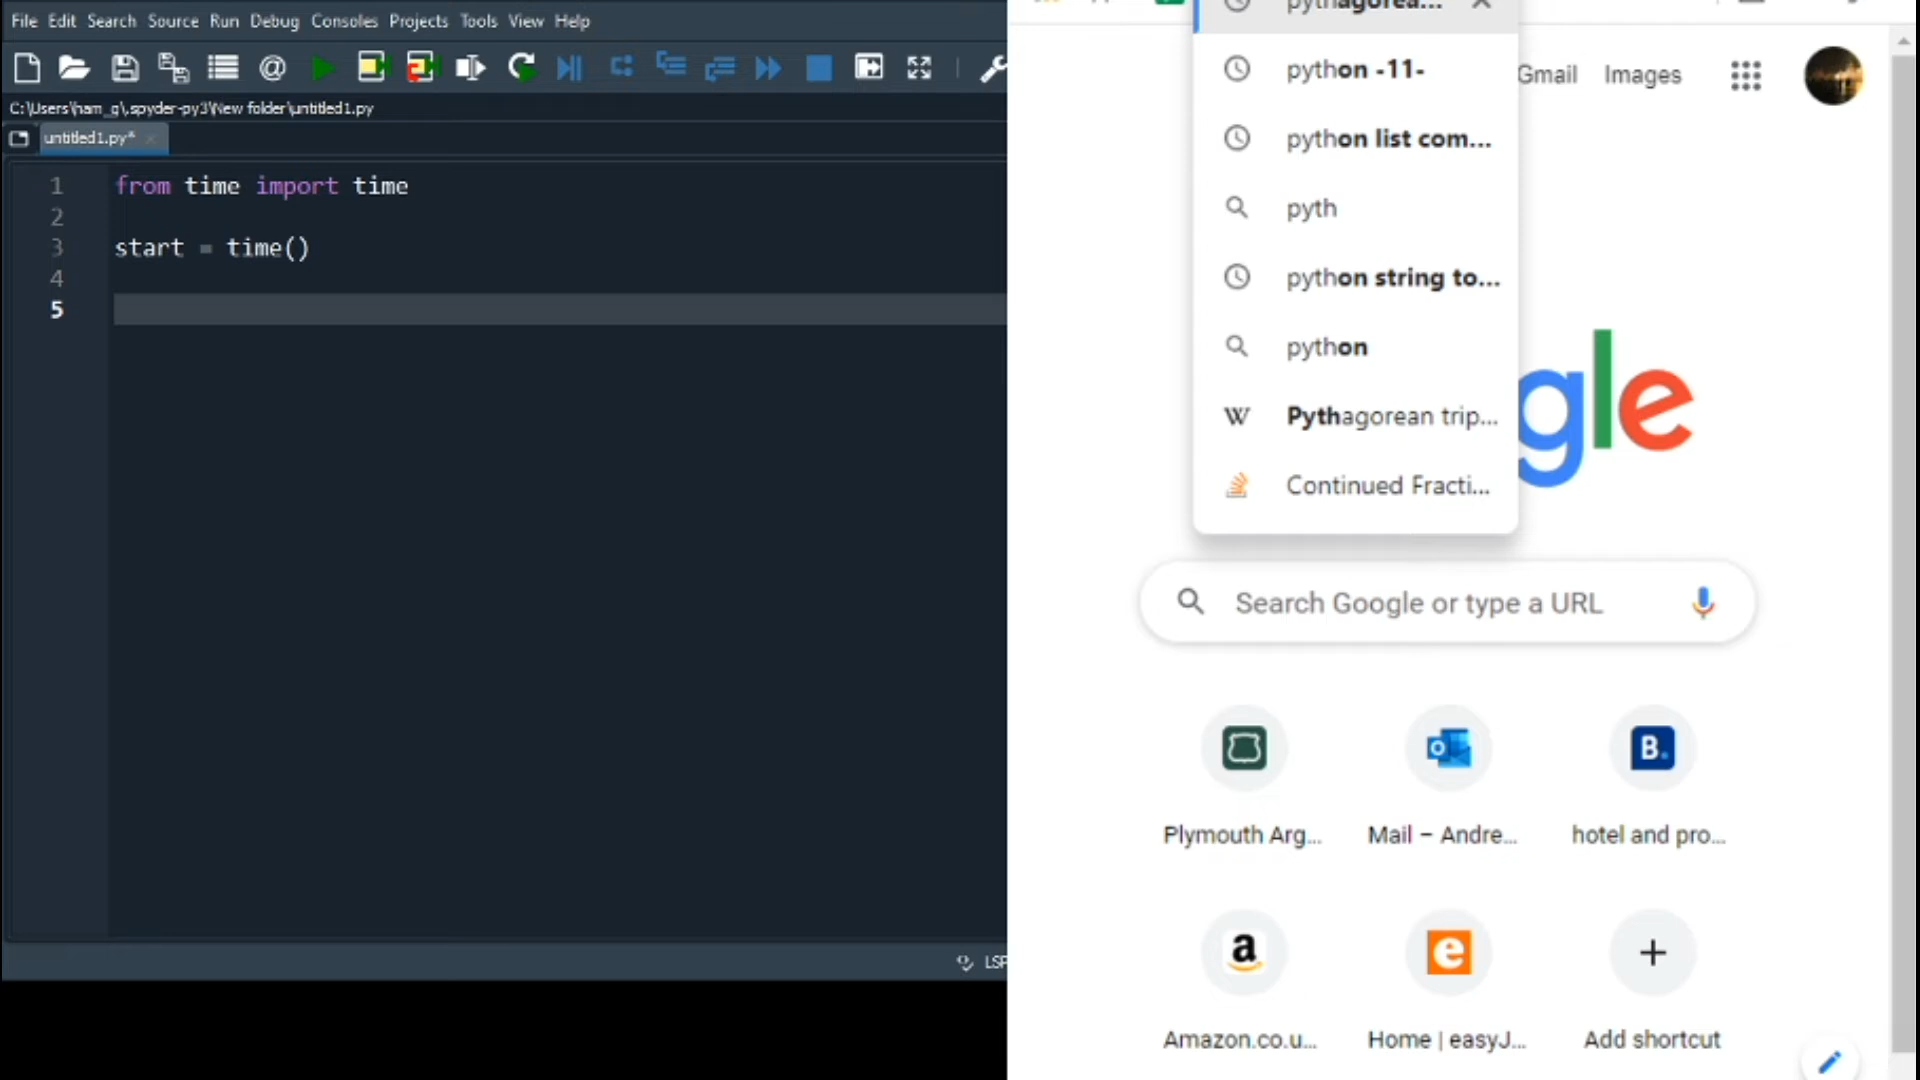 File Edit Search Source Run Debug Consoles Projects Tools View Help
C:\Users\ham_g\.spyder-py3\New folder\untitled1.py
untitled1.py*
1 from time import time
2
3 start = time()
4
5
LSP
pythagorea...
python -11-
python list com...
pyth
python string to...
python
Pythagorean trip...
Continued Fracti...
Gmail Images
gle
Search Google or type a URL
Plymouth Arg... Mail – Andre... hotel and pro...
Amazon.co.u... Home | easyJ... Add shortcut